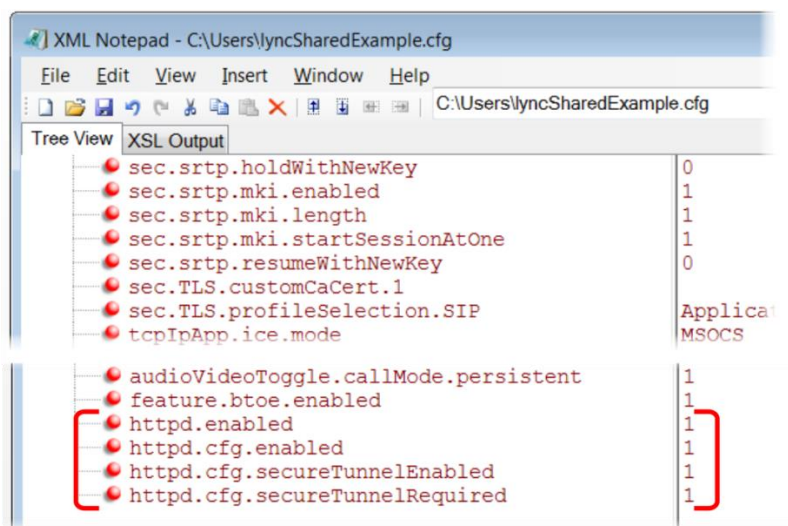 XML Notepad - C:\Users\lyncSharedExample.cfg
File Edit View Insert Window Help
C:\Users\lyncSharedExample.cfg
Tree View XSL Output
sec.srtp.holdWithNewKey 0
sec.srtp.mki.enabled 1
sec.srtp.mki.length 1
sec.srtp.mki.startSessionAtOne 1
sec.srtp.resumeWithNewKey 0
sec.TLS.customCaCert.1
sec.TLS.profileSelection.SIP Applicat
tcpIpApp.ice.mode MSOCS
audioVideoToggle.callMode.persistent 1
feature.btoe.enabled 1
httpd.enabled 1
httpd.cfg.enabled 1
httpd.cfg.secureTunnelEnabled 1
httpd.cfg.secureTunnelRequired 1